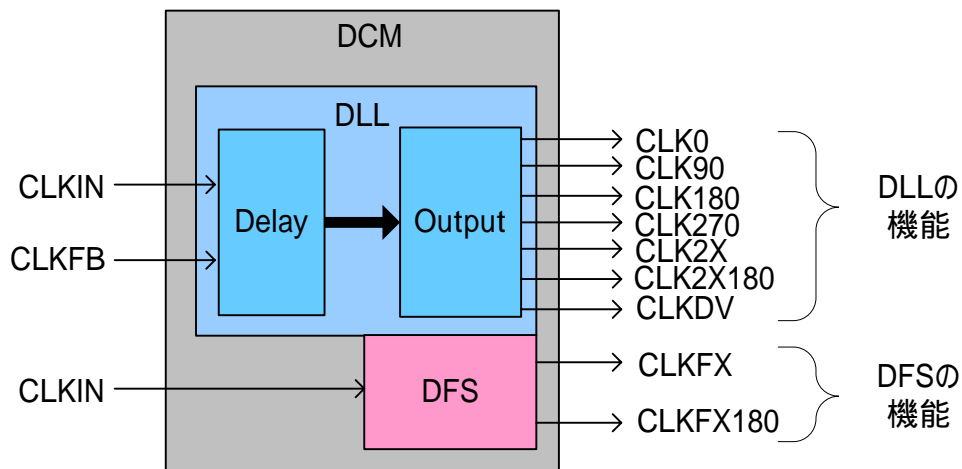 DCM
DLL
CLKIN
CLKFB
Delay
Output
CLK0
CLK90
CLK180
CLK270
CLK2X
CLK2X180
CLKDV
DLLの
機能
CLKIN
DFS
CLKFX
CLKFX180
DFSの
機能